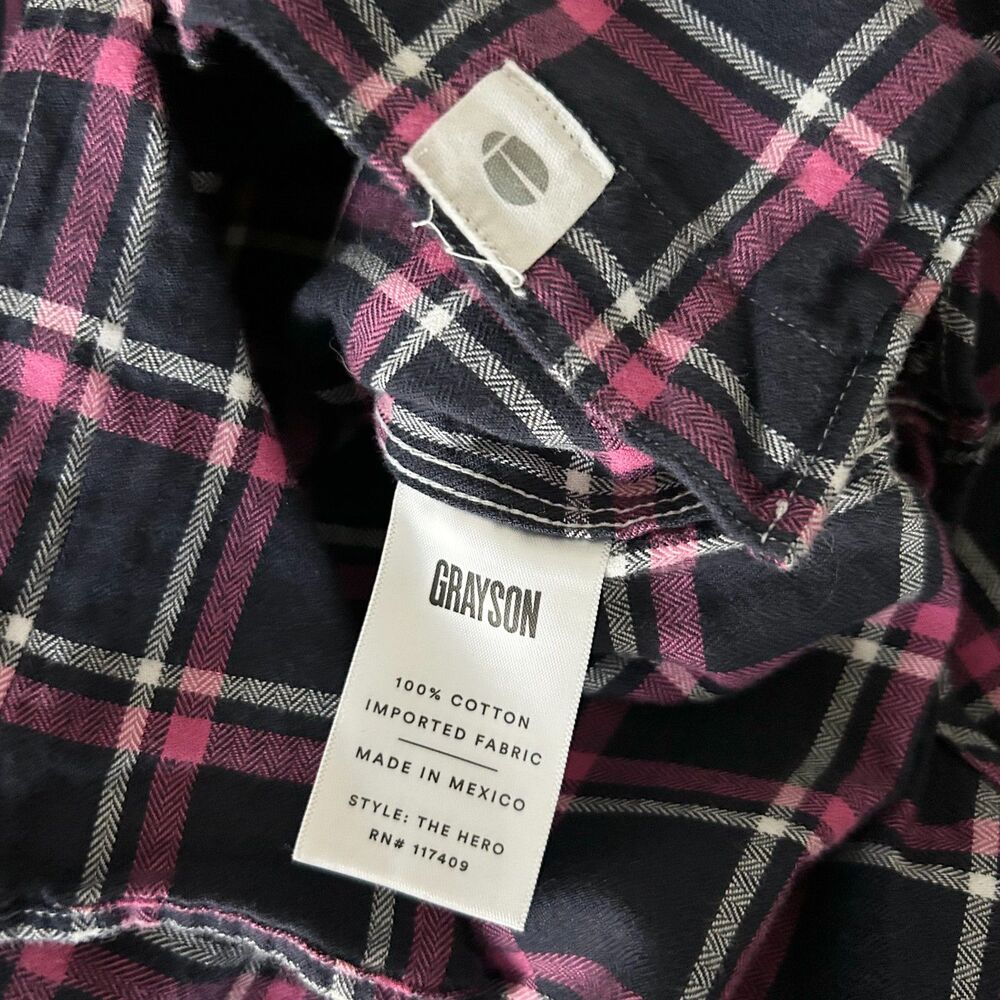 GRAYSON
100% COTTON
IMPORTED FABRIC
MADE IN MEXICO
STYLE: THE HERO
RN# 117409